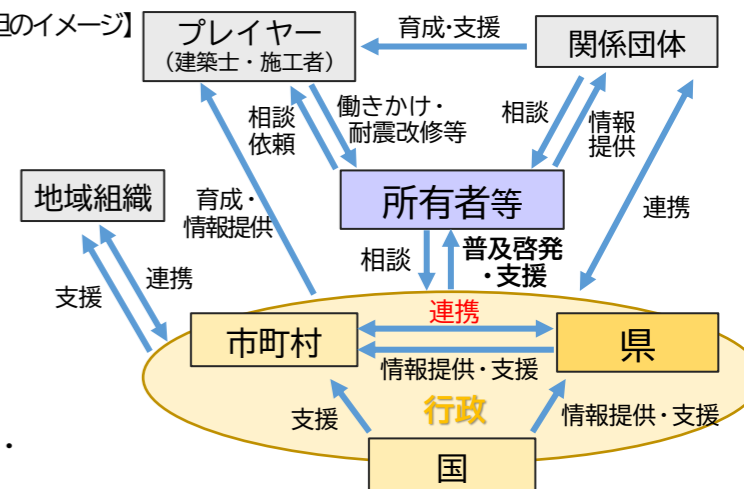 担のイメージ】
プレイヤー
（建築士・施工者）
育成・支援
関係団体
相談
依頼
働きかけ・
耐震改修等
相談
情報
提供
地域組織
育成・
情報提供
所有者等
連携
支援
連携
相談
普及啓発
・支援
連携
市町村
県
情報提供・支援
支援
行政
情報提供・支援
国
・